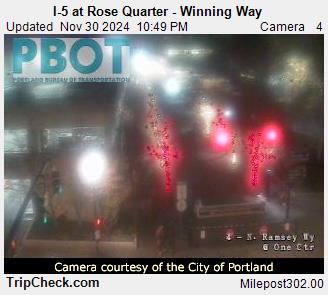 I-5 at Rose Quarter - Winning Way
Updated Nov 30 2024 10:49 PM Camera 4
PBOT
PORTLAND BUREAU OF TRANSPORTATION
4 - N. Ramsey Wy
@ One Ctr
Camera courtesy of the City of Portland
TripCheck.com Milepost302.00